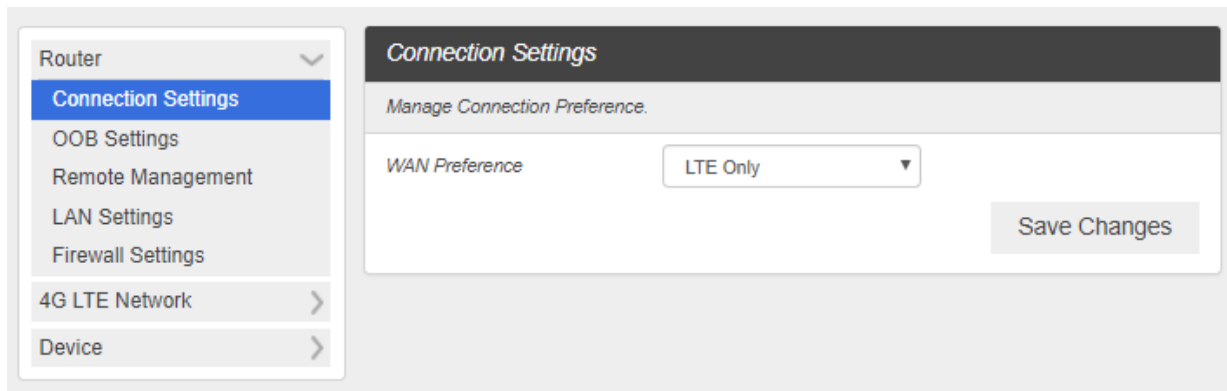 Router
Connection Settings
OOB Settings
Remote Management
LAN Settings
Firewall Settings
4G LTE Network
Device
Connection Settings
Manage Connection Preference.
WAN Preference
LTE Only
Save Changes